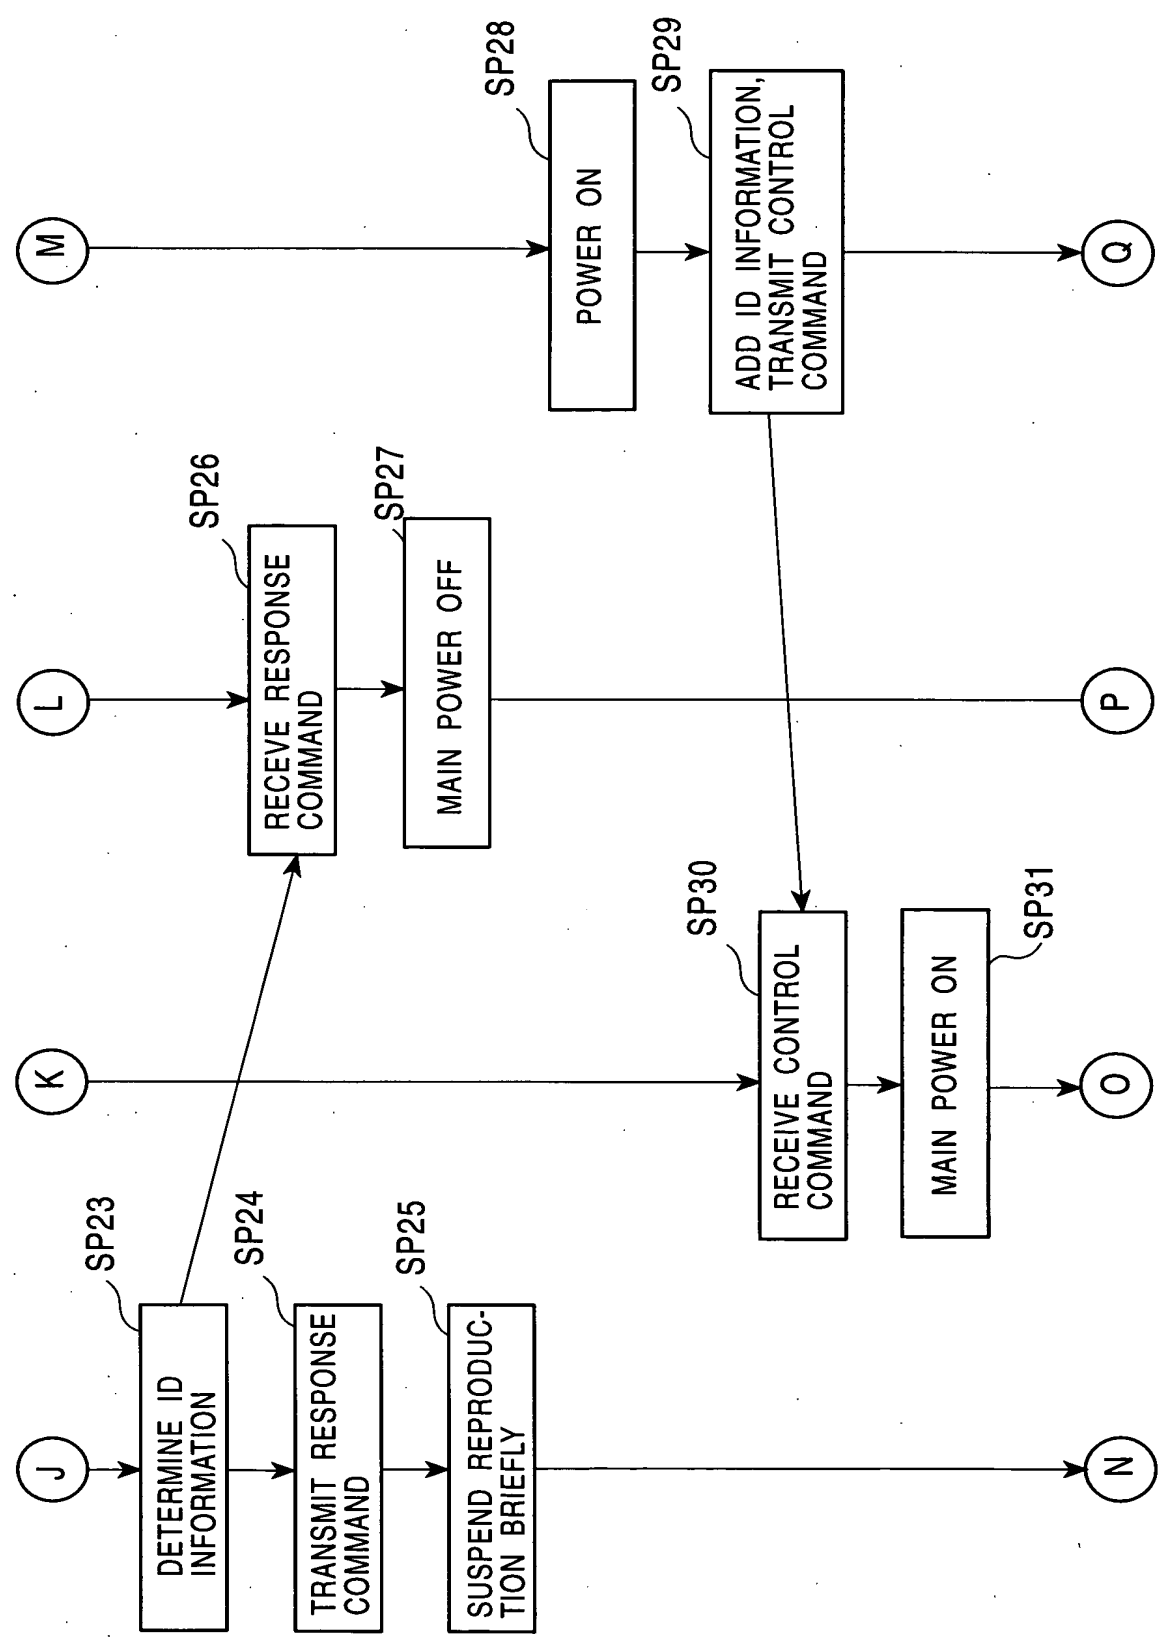 J
SP23
DETERMINE ID
INFORMATION
SP24
TRANSMIT RESPONSE
COMMAND
SP25
SUSPEND REPRODUC-
TION BRIEFLY
N
K
SP30
RECEIVE CONTROL
COMMAND
SP31
MAIN POWER ON
O
L
SP26
RECEVE RESPONSE
COMMAND
SP27
MAIN POWER OFF
P
M
SP28
POWER ON
SP29
ADD ID INFORMATION,
TRANSMIT CONTROL
COMMAND
Q